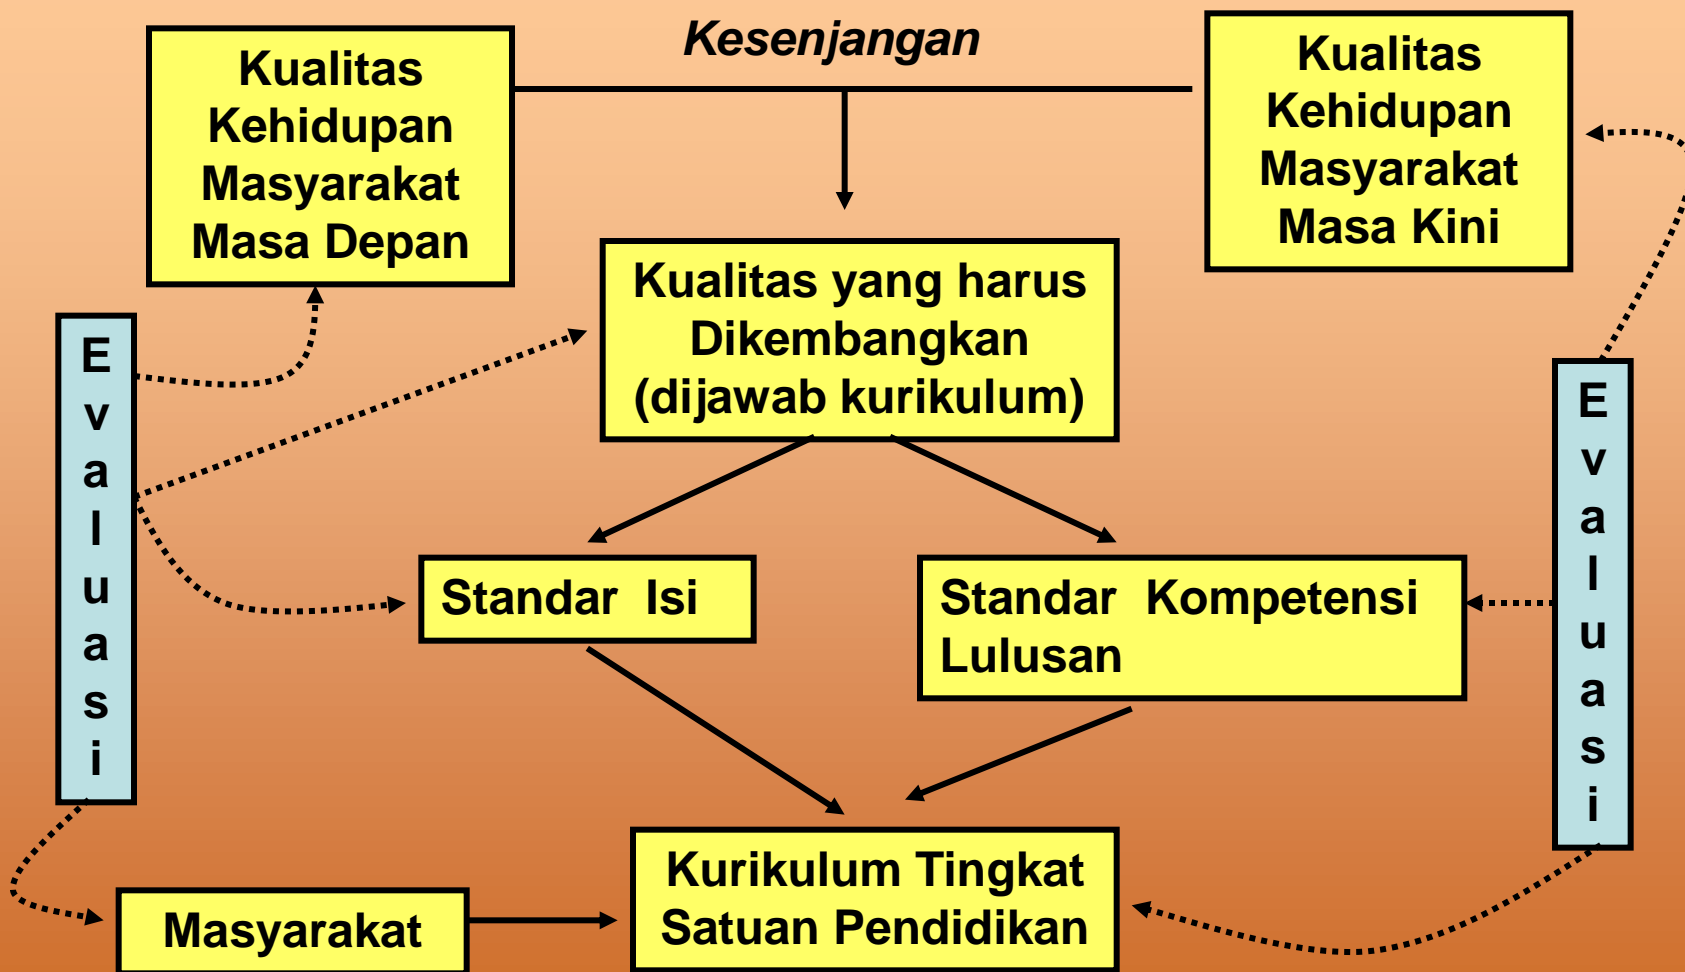 Kesenjangan
Kualitas
Kehidupan
Masyarakat
Masa Depan
Kualitas
Kehidupan
Masyarakat
Masa Kini
Kualitas yang harus
Dikembangkan
(dijawab kurikulum)
E
v
a
l
u
a
s
i
E
v
a
l
u
a
s
i
Standar Isi
Standar Kompetensi
Lulusan
Kurikulum Tingkat
Satuan Pendidikan
Masyarakat